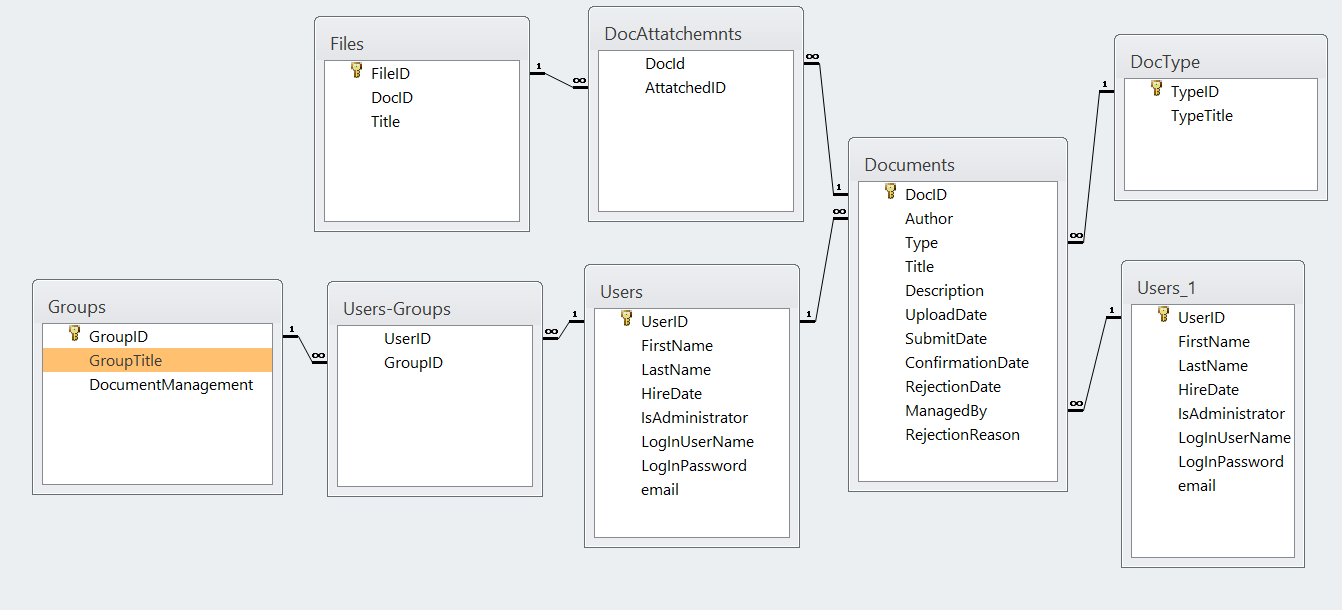 Files
FileID
DocID
Title
1
∞
DocAttatchemnts
DocId
AttatchedID
∞
1
Documents
DocID
Author
Type
Title
Description
UploadDate
SubmitDate
ConfirmationDate
RejectionDate
ManagedBy
RejectionReason
DocType
TypeID
TypeTitle
1
∞
Groups
GroupID
GroupTitle
DocumentManagement
1
∞
Users-Groups
UserID
GroupID
∞
1
Users
UserID
FirstName
LastName
HireDate
IsAdministrator
LogInUserName
LogInPassword
email
1
∞
Users_1
UserID
FirstName
LastName
HireDate
IsAdministrator
LogInUserName
LogInPassword
email
1
∞